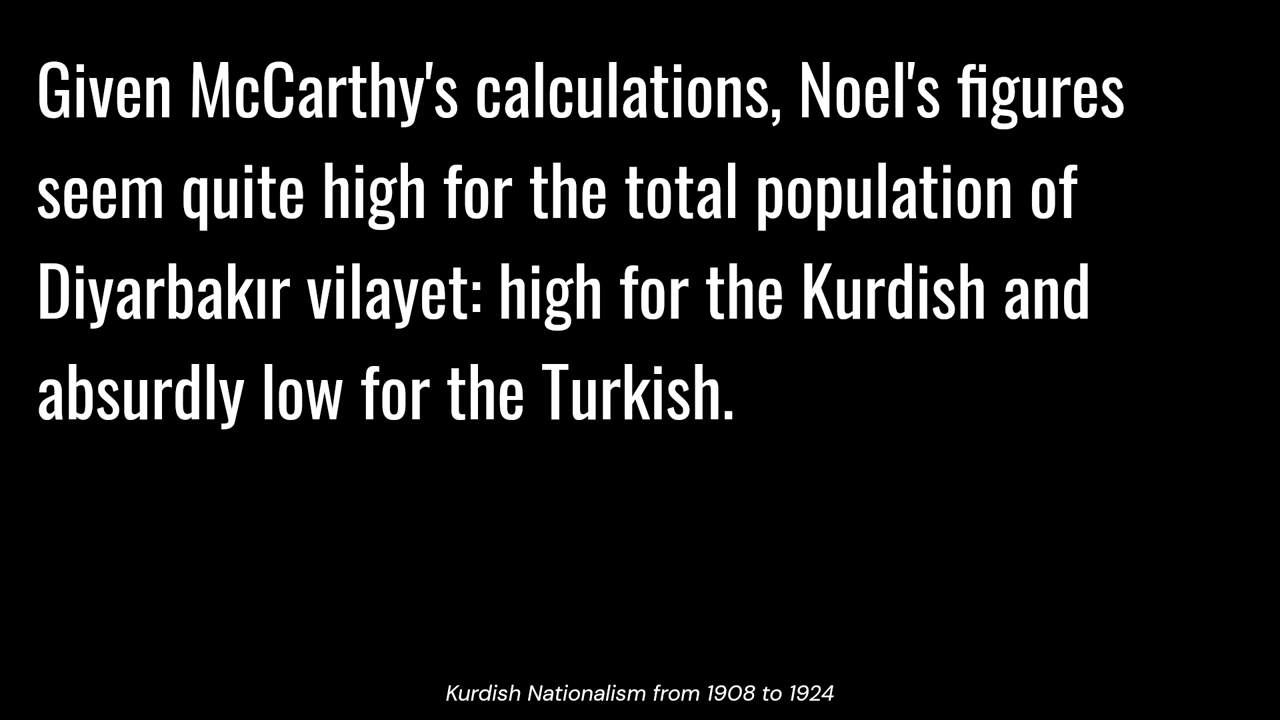 Given McCarthy's calculations, Noel's figures
seem quite high for the total population of
Diyarbakır vilayet: high for the Kurdish and
absurdly low for the Turkish.
Kurdish Nationalism from 1908 to 1924